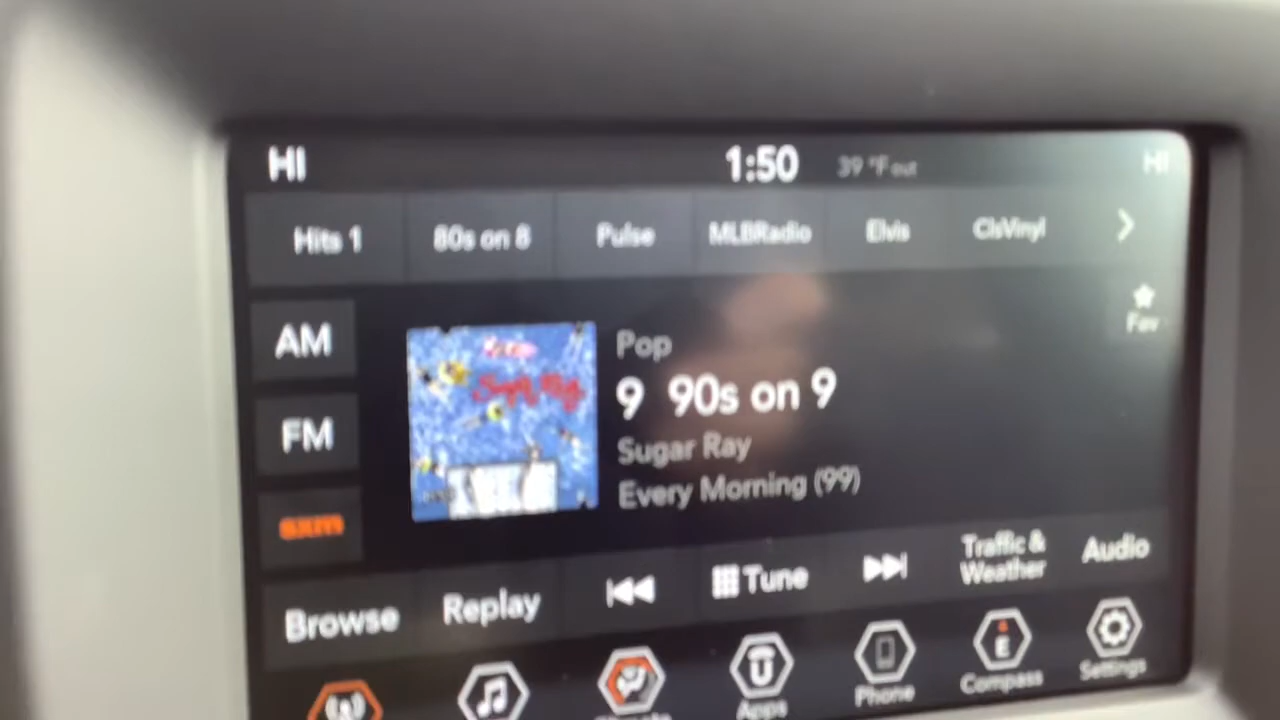 HI 1:50 39 °F out HI
Hits 1 80s on 8 Pulse MLBRadio Elvis ClsVinyl
Fav
AM
FM
sxm
Pop
9 90s on 9
Sugar Ray
Every Morning (99)
Browse Replay Tune Traffic & Weather Audio
U E
Apps Phone Compass Settings